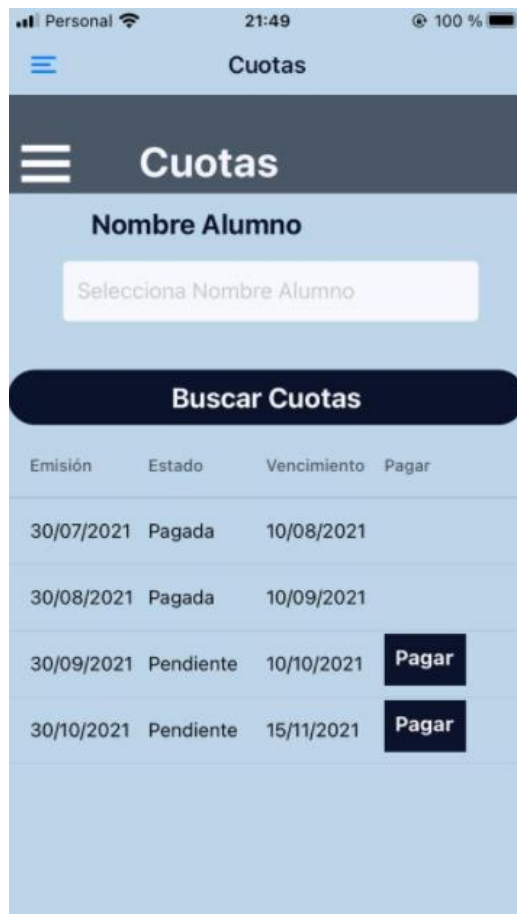 Personal 21:49 100 %
Cuotas
Cuotas
Nombre Alumno
Selecciona Nombre Alumno
Buscar Cuotas
Emisión Estado Vencimiento Pagar
30/07/2021 Pagada 10/08/2021
30/08/2021 Pagada 10/09/2021
30/09/2021 Pendiente 10/10/2021 Pagar
30/10/2021 Pendiente 15/11/2021 Pagar